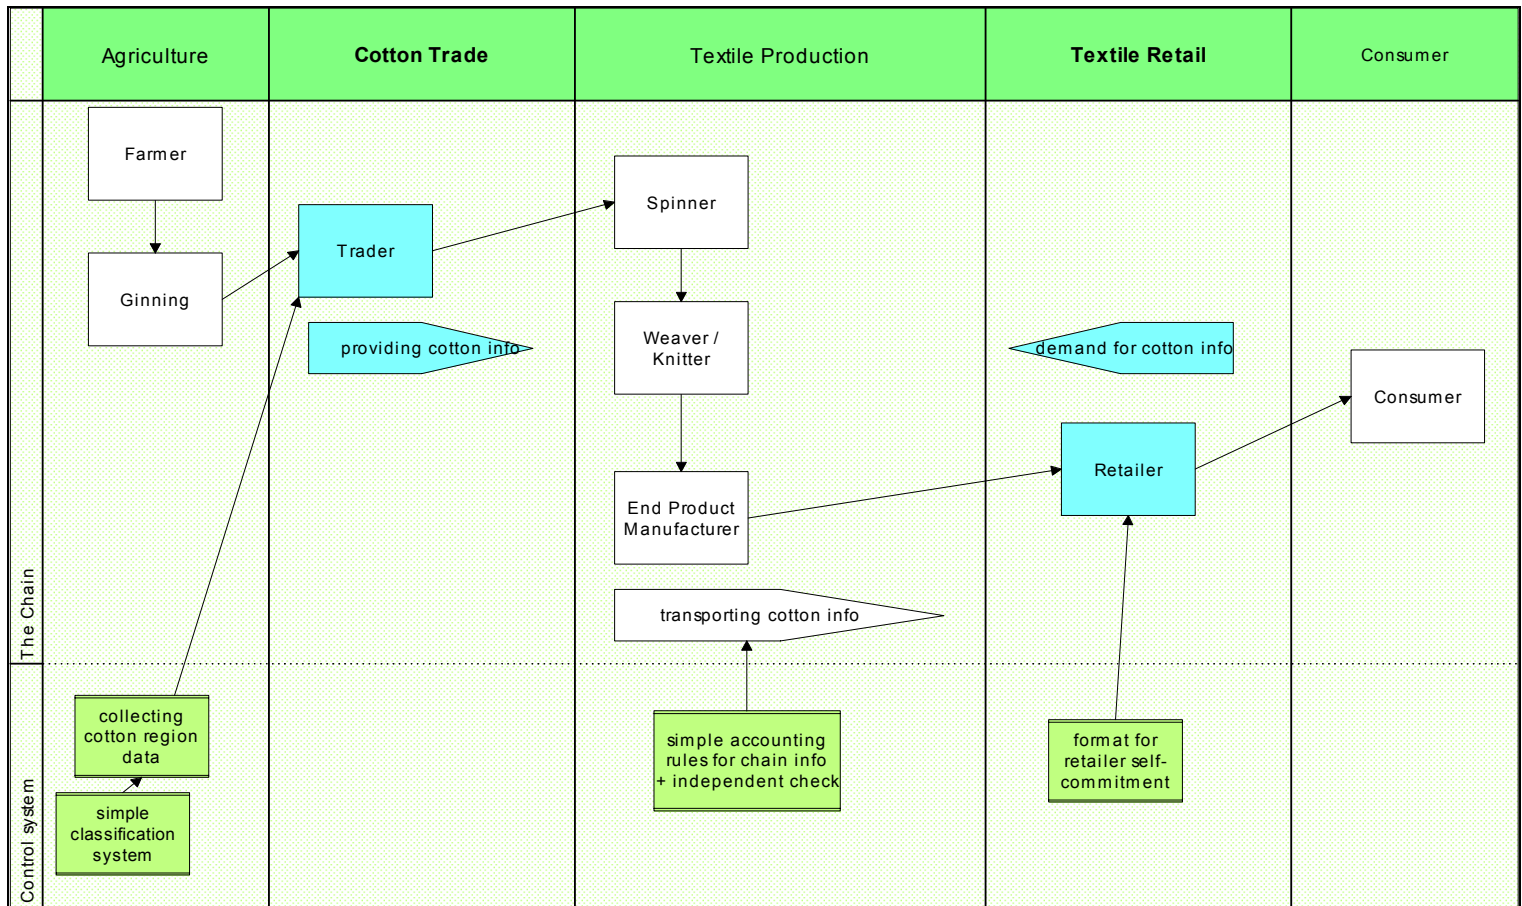 Agriculture
Cotton Trade
Textile Production
Textile Retail
Consumer
The Chain
Farmer
Ginning
Trader
providing cotton info
Spinner
Weaver /
Knitter
End Product
Manufacturer
transporting cotton info
demand for cotton info
Retailer
Consumer
Control system
collecting
cotton region
data
simple
classification
system
simple accounting
rules for chain info
+ independent check
format for
retailer self-
commitment